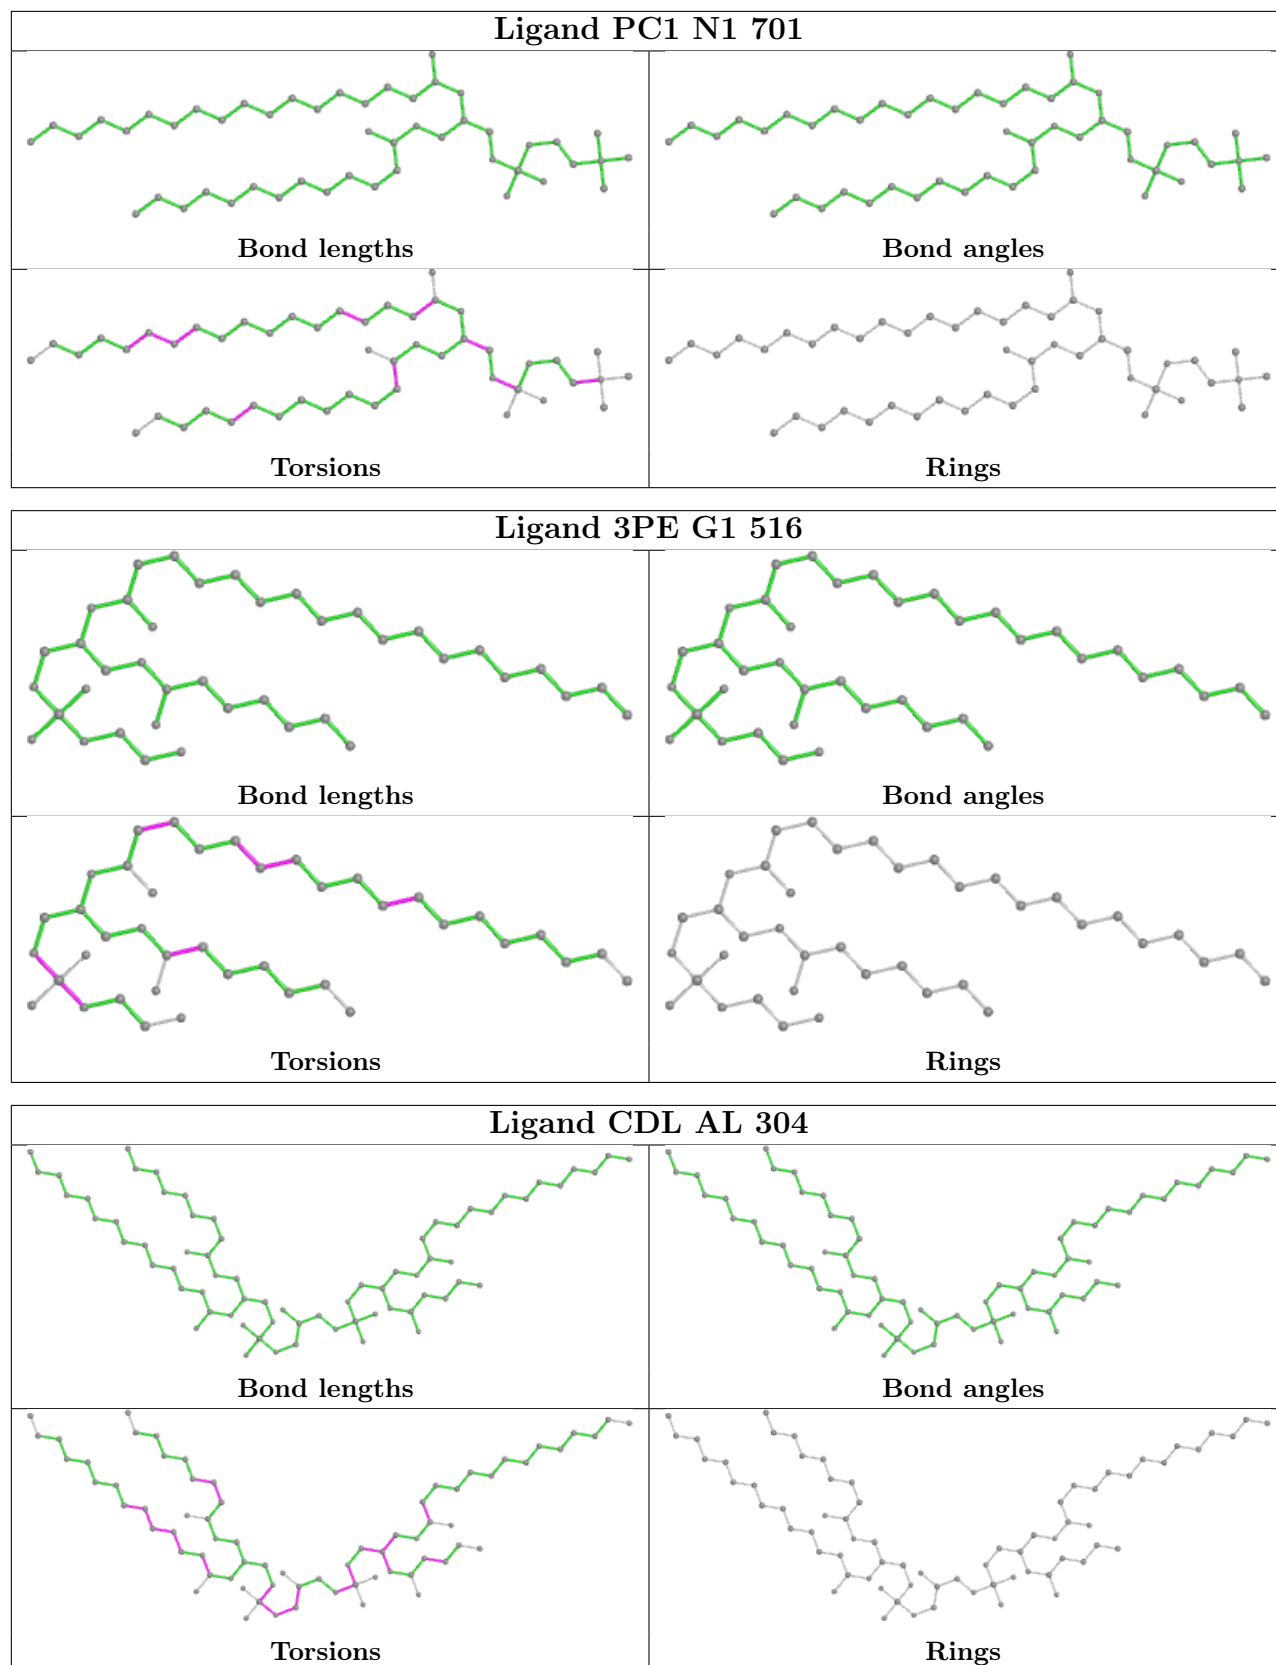 Ligand PC1 N1 701
Bond lengths
Bond angles
Torsions
Rings
Ligand 3PE G1 516
Bond lengths
Bond angles
Torsions
Rings
Ligand CDL AL 304
Bond lengths
Bond angles
Torsions
Rings